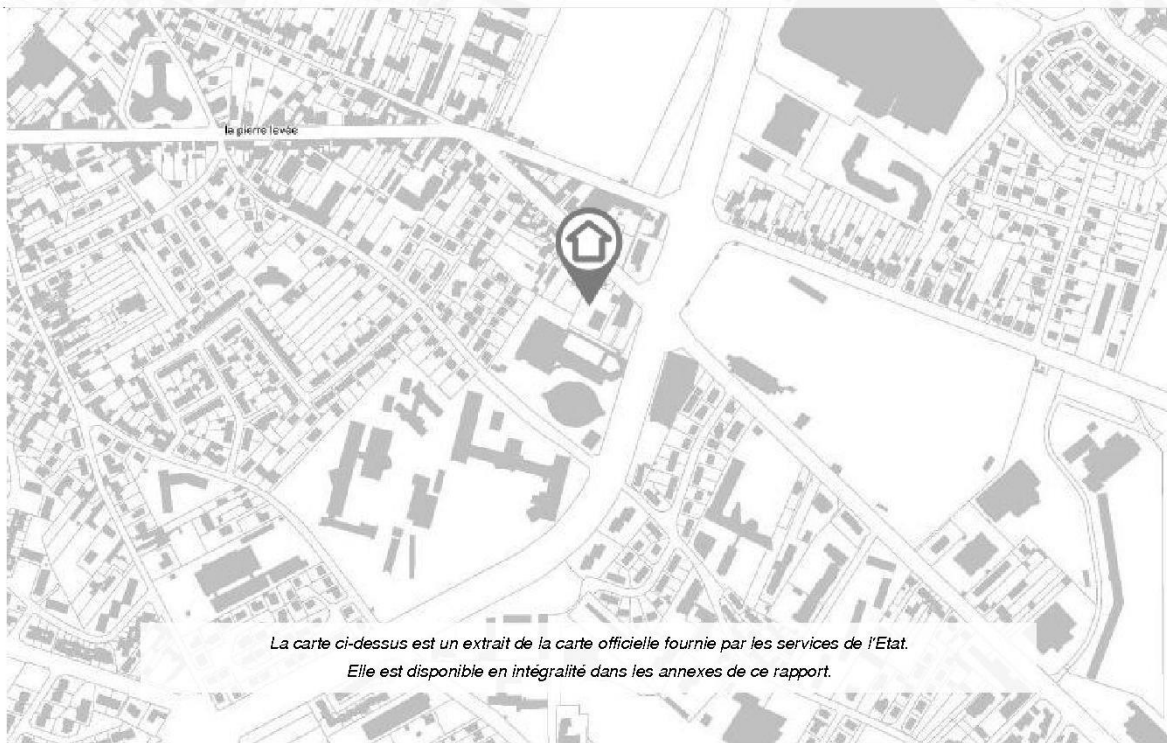 la pierre levée
La carte ci-dessus est un extrait de la carte officielle fournie par les services de l'Etat.
Elle est disponible en intégralité dans les annexes de ce rapport.